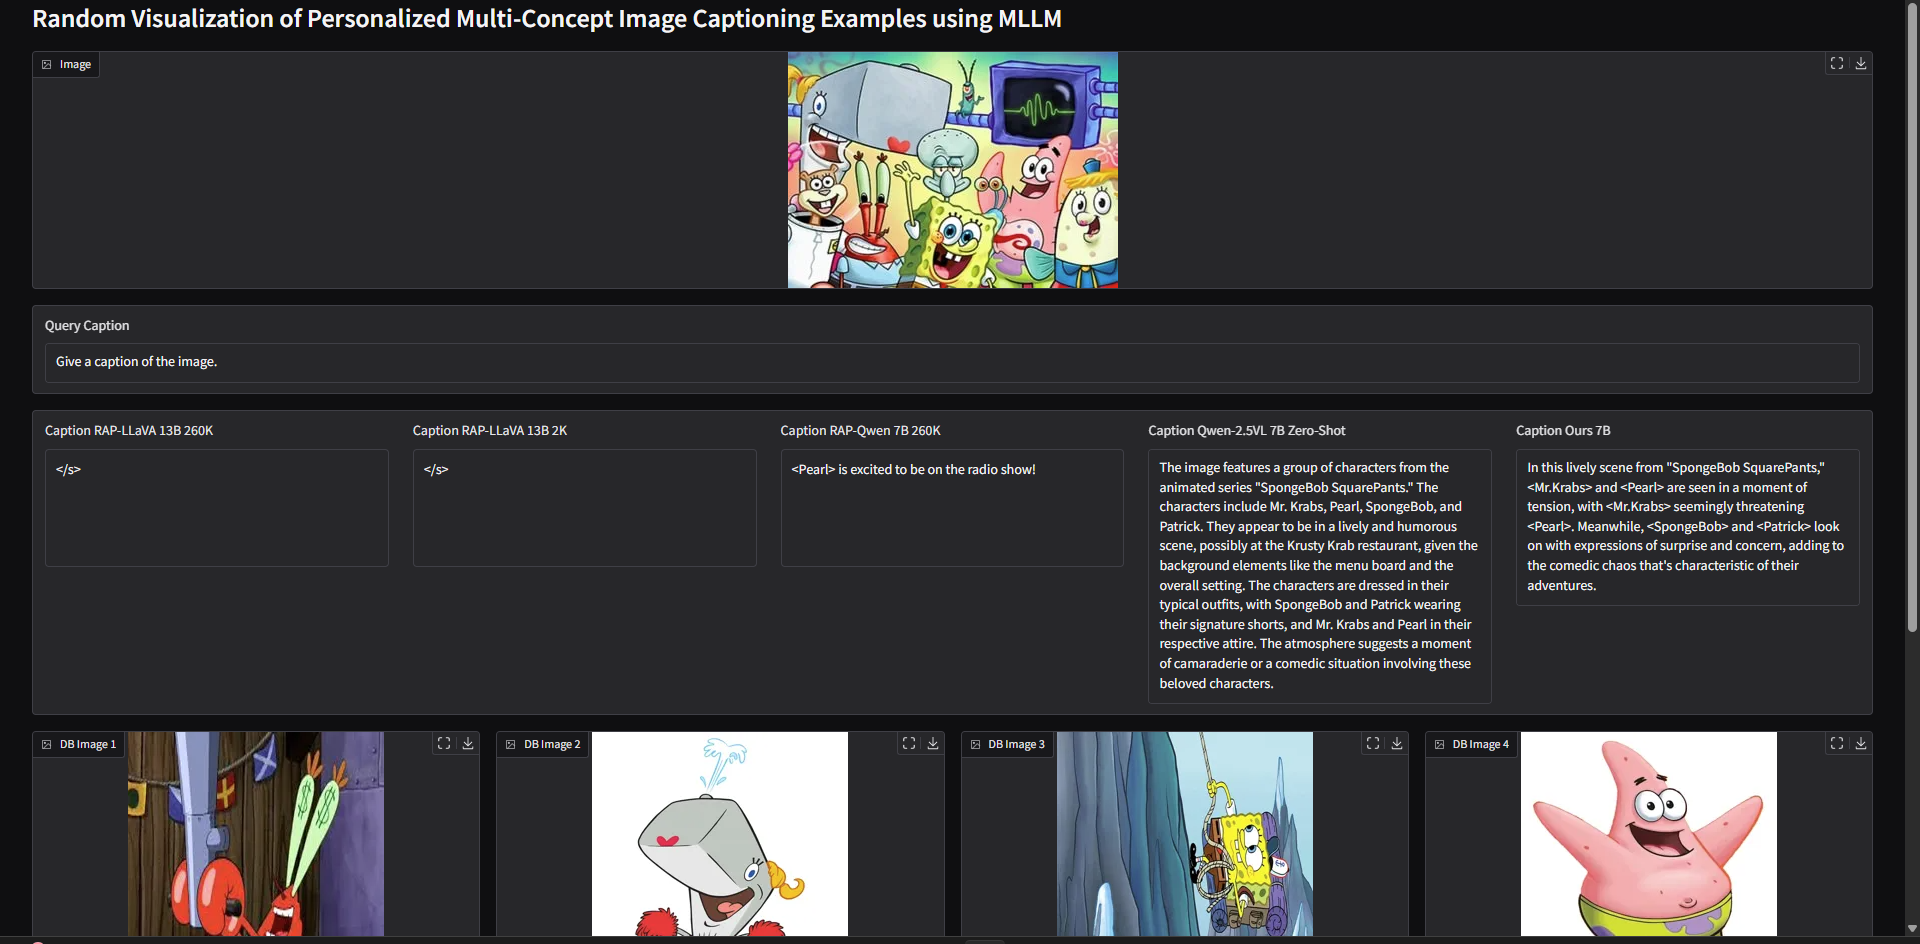 Random Visualization of Personalized Multi-Concept Image Captioning Examples using MLLM
Image
Query Caption
Give a caption of the image.
Caption RAP-LLaVA 13B 260K
</s>
Caption RAP-LLaVA 13B 2K
</s>
Caption RAP-Qwen 7B 260K
<Pearl> is excited to be on the radio show!
Caption Qwen-2.5VL 7B Zero-Shot
The image features a group of characters from the
animated series "SpongeBob SquarePants." The
characters include Mr. Krabs, Pearl, SpongeBob, and
Patrick. They appear to be in a lively and humorous
scene, possibly at the Krusty Krab restaurant, given the
background elements like the menu board and the
overall setting. The characters are dressed in their
typical outfits, with SpongeBob and Patrick wearing
their signature shorts, and Mr. Krabs and Pearl in their
respective attire. The atmosphere suggests a moment
of camaraderie or a comedic situation involving these
beloved characters.
Caption Ours 7B
In this lively scene from "SpongeBob SquarePants,"
<Mr.Krabs> and <Pearl> are seen in a moment of
tension, with <Mr.Krabs> seemingly threatening
<Pearl>. Meanwhile, <SpongeBob> and <Patrick> look
on with expressions of surprise and concern, adding to
the comedic chaos that's characteristic of their
adventures.
DB Image 1
DB Image 2
DB Image 3
DB Image 4